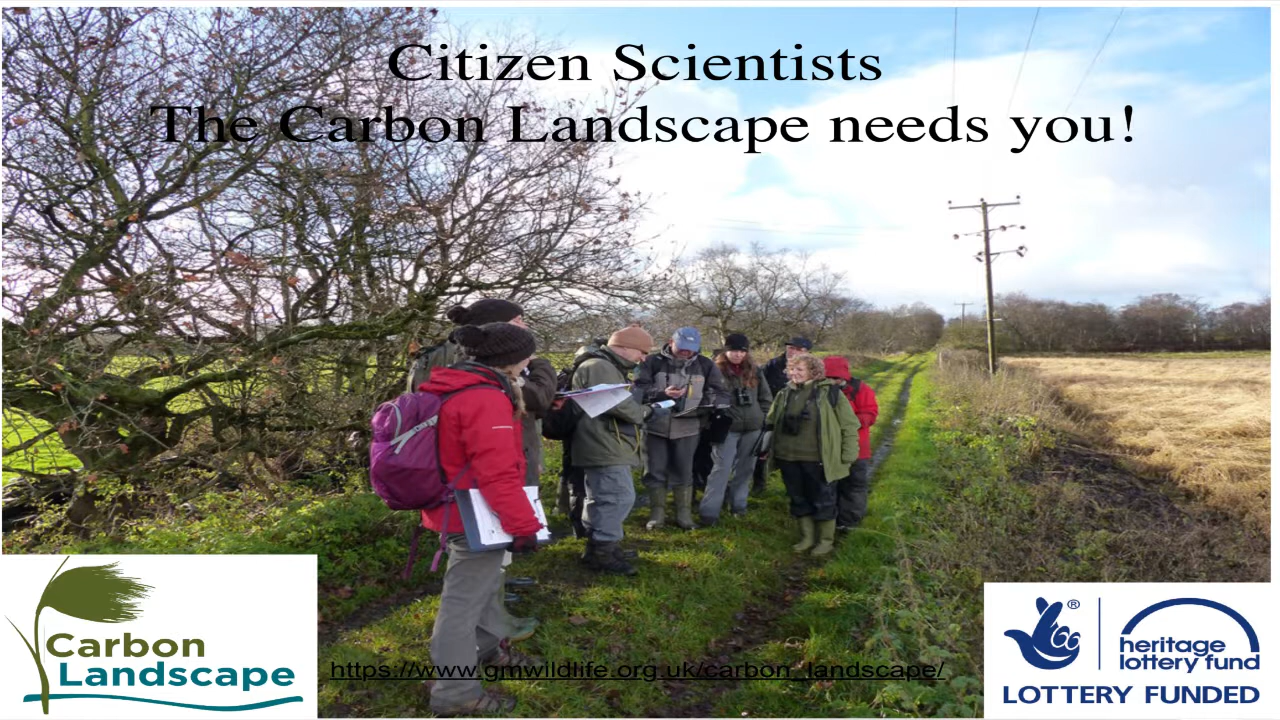 Citizen Scientists
The Carbon Landscape needs you!
Carbon
Landscape
https://www.gmwildlife.org.uk/carbon_landscape/
®
heritage
lottery fund
LOTTERY FUNDED